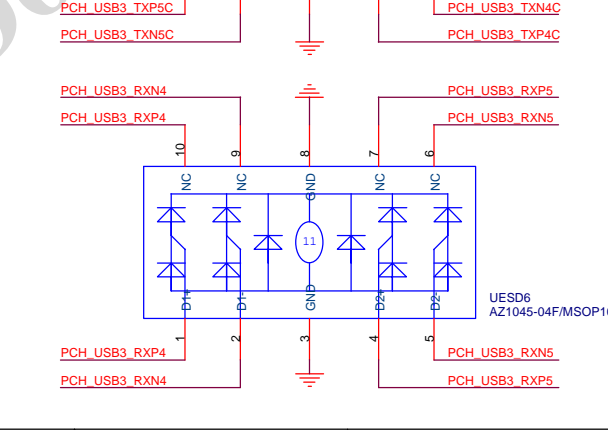 PCH_USB3_TXP5C
PCH_USB3_TXN4C
PCH_USB3_TXN5C
PCH_USB3_TXP4C
PCH_USB3_RXN4
PCH_USB3_RXP5
PCH_USB3_RXP4
PCH_USB3_RXN5
10 9 8 7 6
NC NC GND NC NC
11
D1+ D1- GND D2+ D2-
UESD6
AZ1045-04F/MSOP10
1 2 3 4 5
PCH_USB3_RXP4
PCH_USB3_RXN5
PCH_USB3_RXN4
PCH_USB3_RXP5